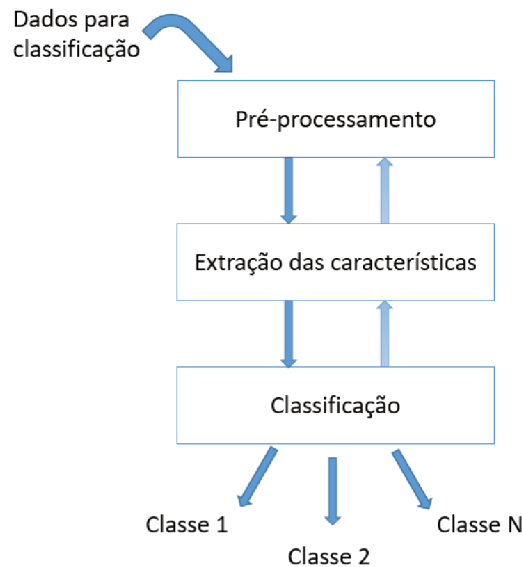 Dados para
classificação
Pré-processamento
Extração das características
Classificação
Classe 1
Classe 2
Classe N